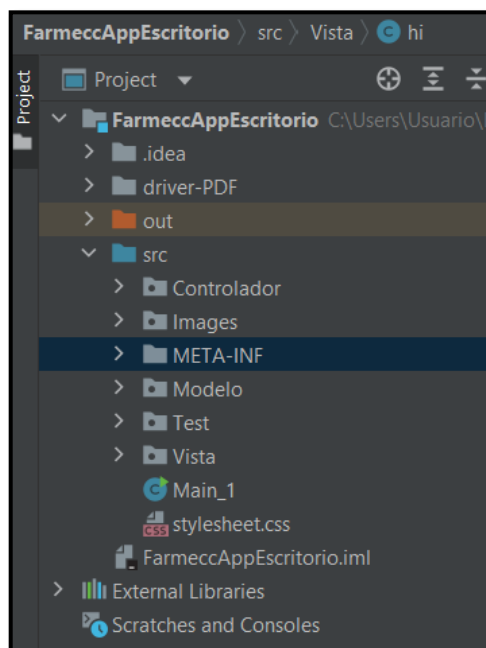 FarmeccAppEscritorio 〉 src 〉 Vista 〉 hi
Project
Project
FarmeccAppEscritorio C:\Users\Usuario\
.idea
driver-PDF
out
src
Controlador
Images
META-INF
Modelo
Test
Vista
Main_1
CSS stylesheet.css
FarmeccAppEscritorio.iml
External Libraries
Scratches and Consoles